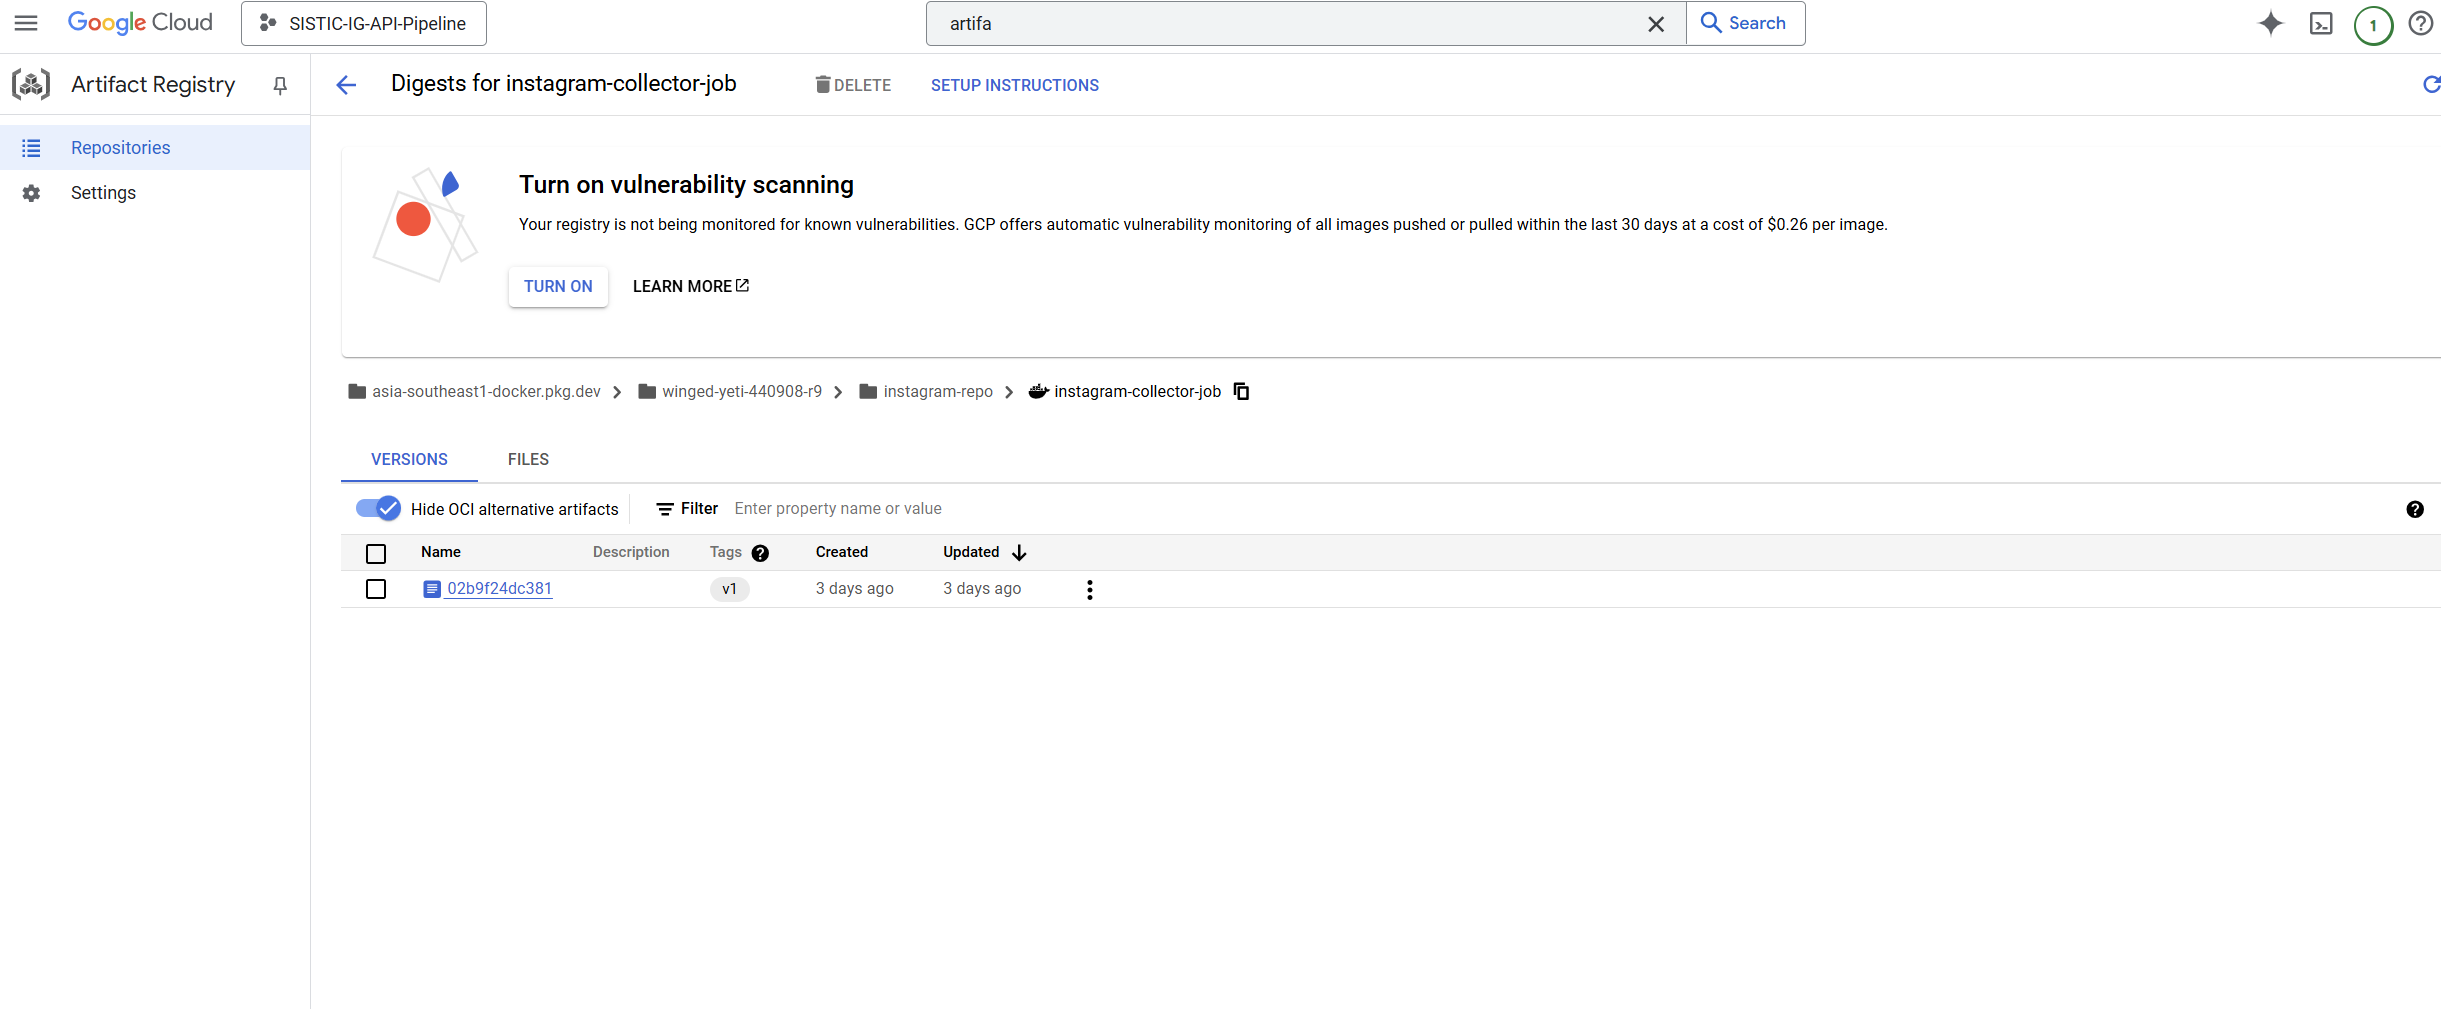 Google Cloud
SISTIC-IG-API-Pipeline
artifa
Search
1
Artifact Registry
Digests for instagram-collector-job
DELETE
SETUP INSTRUCTIONS
Repositories
Settings
Turn on vulnerability scanning
Your registry is not being monitored for known vulnerabilities. GCP offers automatic vulnerability monitoring of all images pushed or pulled within the last 30 days at a cost of $0.26 per image.
TURN ON
LEARN MORE
asia-southeast1-docker.pkg.dev
winged-yeti-440908-r9
instagram-repo
instagram-collector-job
VERSIONS
FILES
Hide OCI alternative artifacts
Filter
Enter property name or value
Name
Description
Tags
Created
Updated
02b9f24dc381
v1
3 days ago
3 days ago